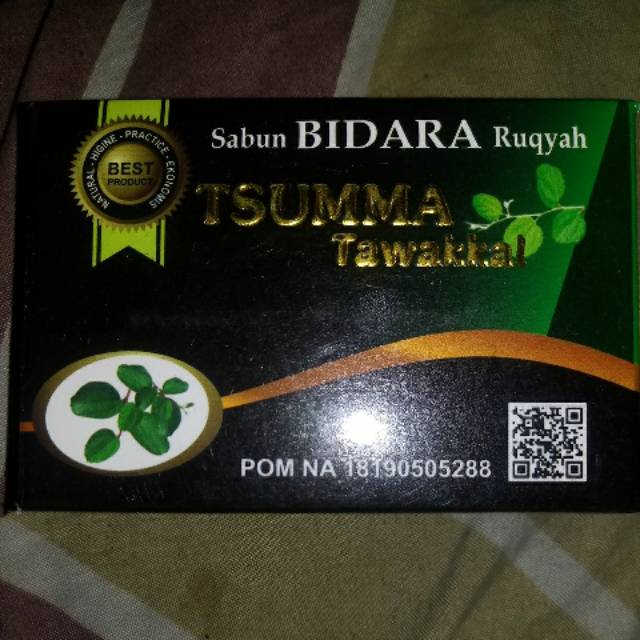 Sabun BIDARA Ruqyah
TSUMMA
Tawakkal
NATURAL - HIGINE - PRACTICE - EKONOMIS
BEST
PRODUCT
POM NA 18190505288